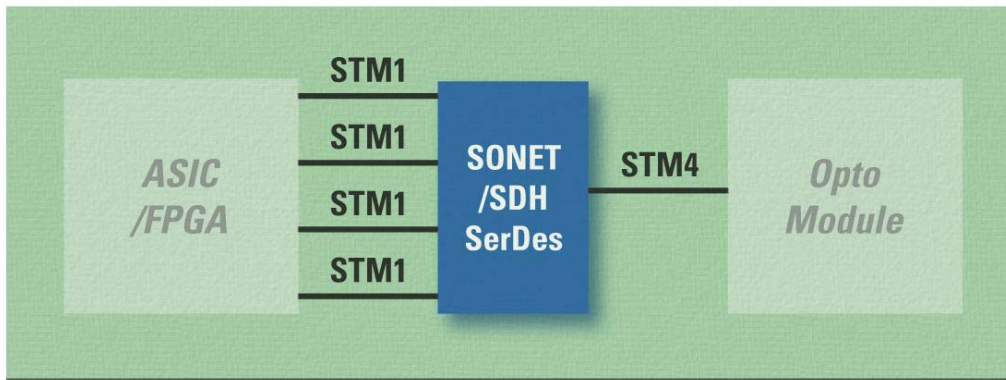 STM1
STM1
STM1
STM1
ASIC
/FPGA
SONET
/SDH
SerDes
STM4
Opto
Module